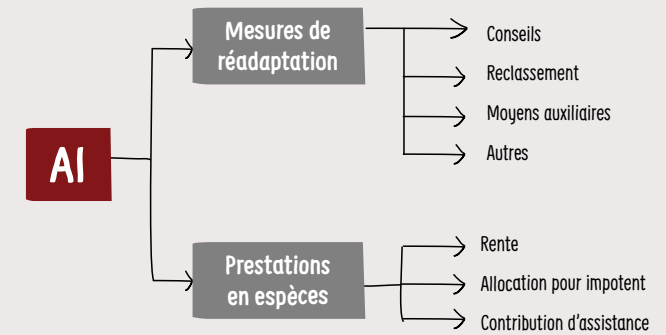 AI
Mesures de
réadaptation
Conseils
Reclassement
Moyens auxiliaires
Autres
Prestations
en espèces
Rente
Allocation pour impotent
Contribution d'assistance